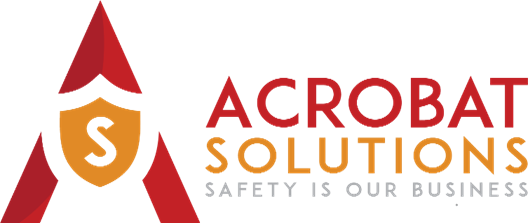 S
ACROBAT
SOLUTIONS
SAFETY IS OUR BUSINESS